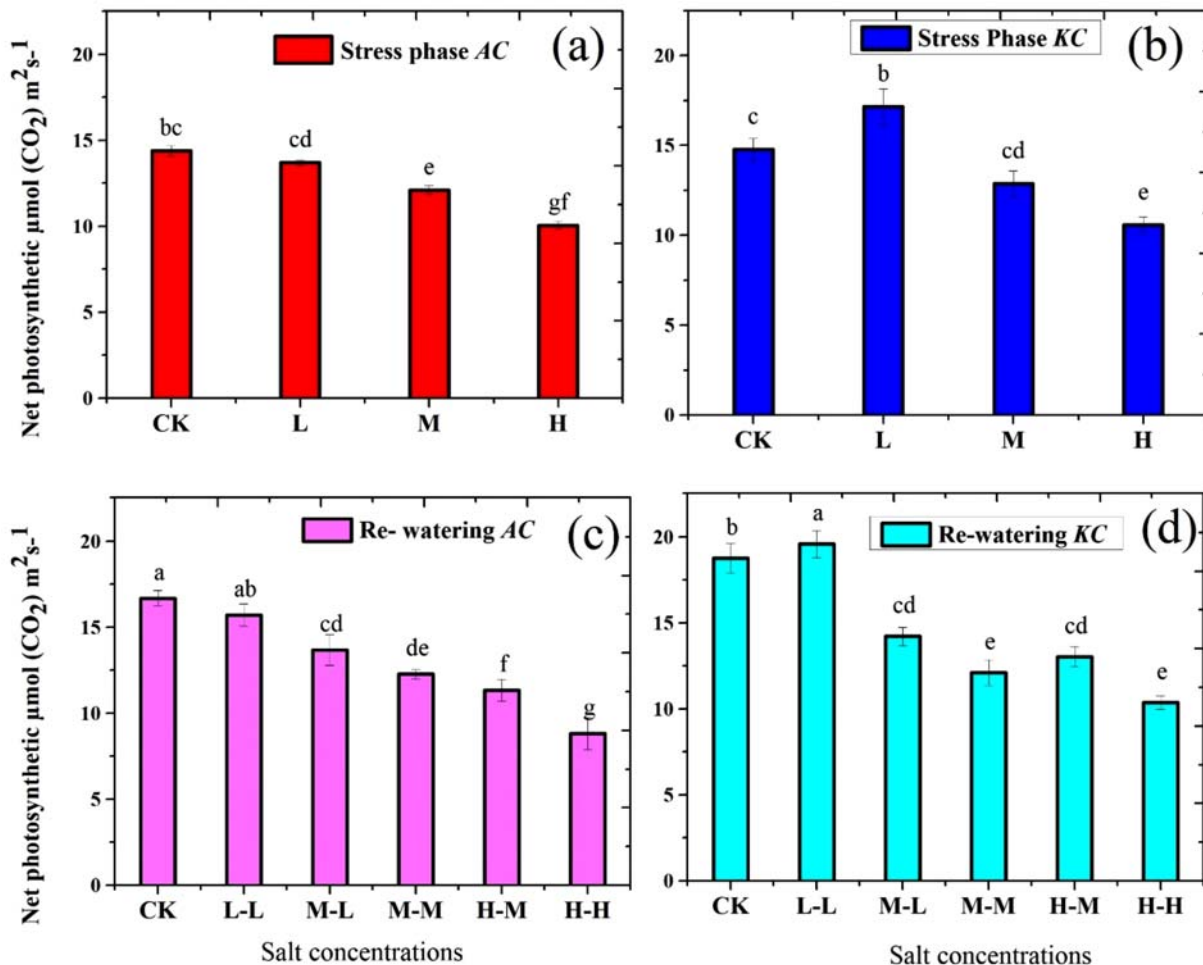 Stress phase AC
(a)
Net photosynthetic µmol (CO2) m2s-1
20
15
10
5
0
bc
cd
e
gf
CK L M H
Stress Phase KC
(b)
20
15
10
5
0
c
b
cd
e
CK L M H
Re- watering AC
(c)
Net photosynthetic µmol (CO2) m2s-1
20
15
10
5
0
a
ab
cd
de
f
g
CK L-L M-L M-M H-M H-H
Salt concentrations
Re-watering KC
(d)
20
15
10
5
0
b
a
cd
e
cd
e
CK L-L M-L M-M H-M H-H
Salt concentrations